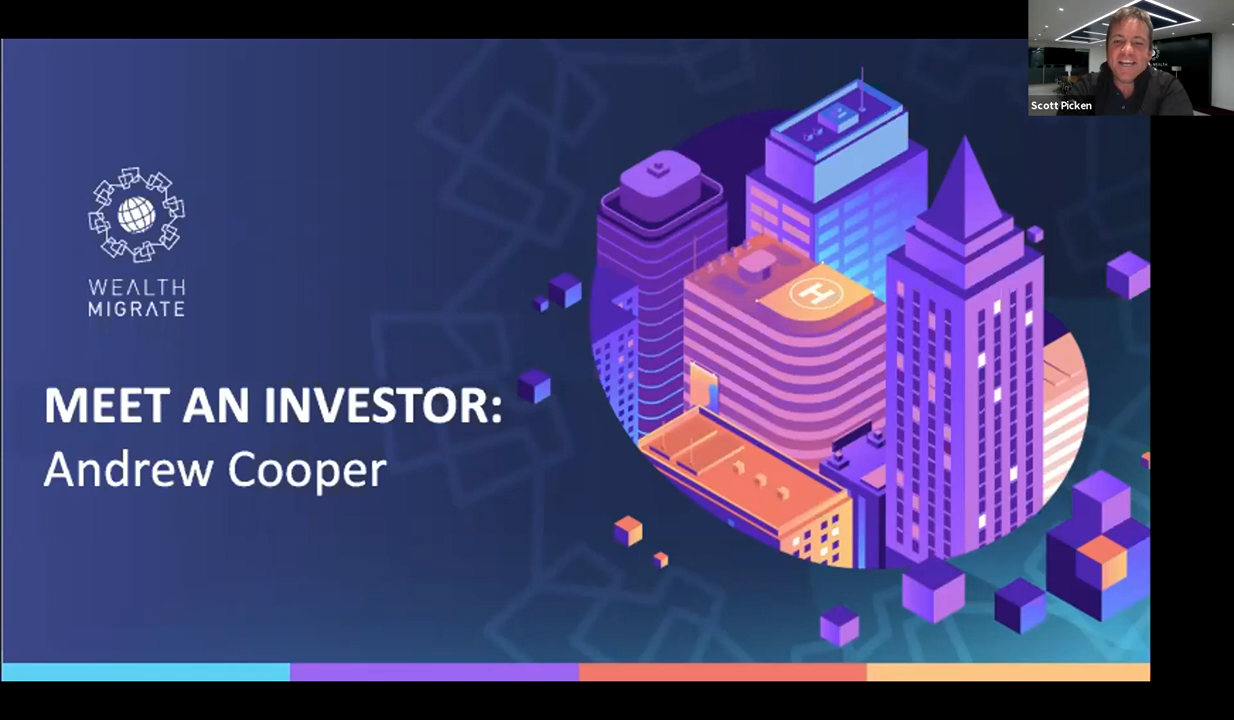 Scott Picken
WEALTH
MIGRATE
MEET AN INVESTOR:
Andrew Cooper
H